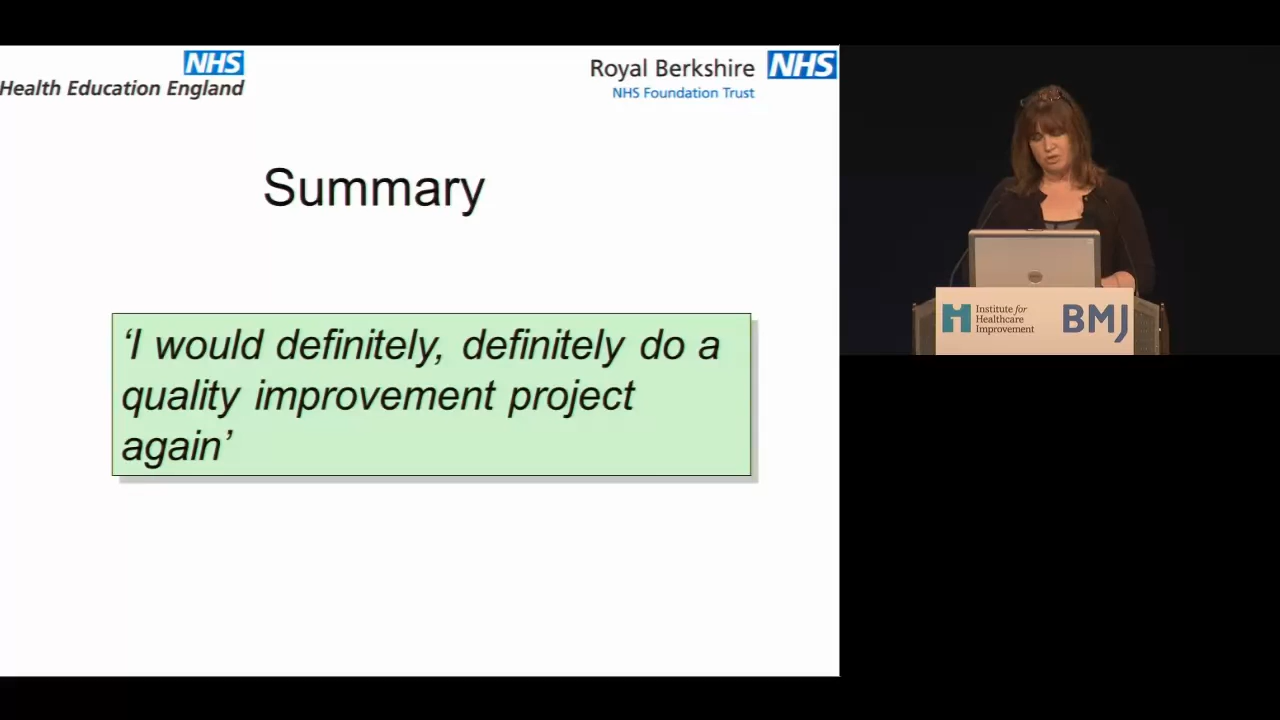 NHS
Health Education England
Royal Berkshire NHS
NHS Foundation Trust
Summary
‘I would definitely, definitely do a
quality improvement project
again’
Institute for
Healthcare
Improvement
BMJ